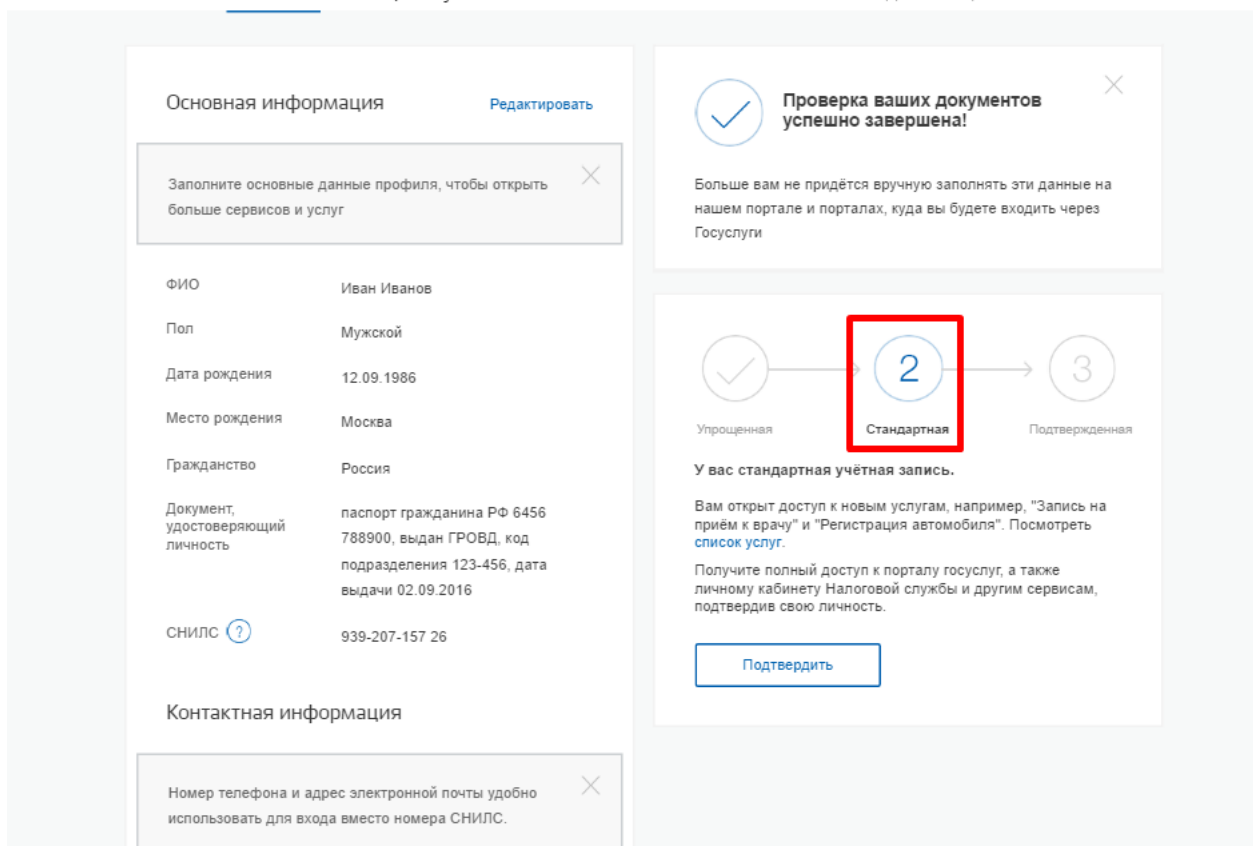 Основная информация
Редактировать
Заполните основные данные профиля, чтобы открыть
больше сервисов и услуг
ФИО
Иван Иванов
Пол
Мужской
Дата рождения
12.09.1986
Место рождения
Москва
Гражданство
Россия
Документ,
удостоверяющий
личность
паспорт гражданина РФ 6456
788900, выдан ГРОВД, код
подразделения 123-456, дата
выдачи 02.09.2016
СНИЛС ?
939-207-157 26
Контактная информация
Номер телефона и адрес электронной почты удобно
использовать для входа вместо номера СНИЛС.
Проверка ваших документов
успешно завершена!
Больше вам не придётся вручную заполнять эти данные на
нашем портале и порталах, куда вы будете входить через
Госуслуги
2
3
Упрощенная
Стандартная
Подтвержденная
У вас стандартная учётная запись.
Вам открыт доступ к новым услугам, например, "Запись на
приём к врачу" и "Регистрация автомобиля". Посмотреть
список услуг.
Получите полный доступ к порталу госуслуг, а также
личному кабинету Налоговой службы и другим сервисам,
подтвердив свою личность.
Подтвердить